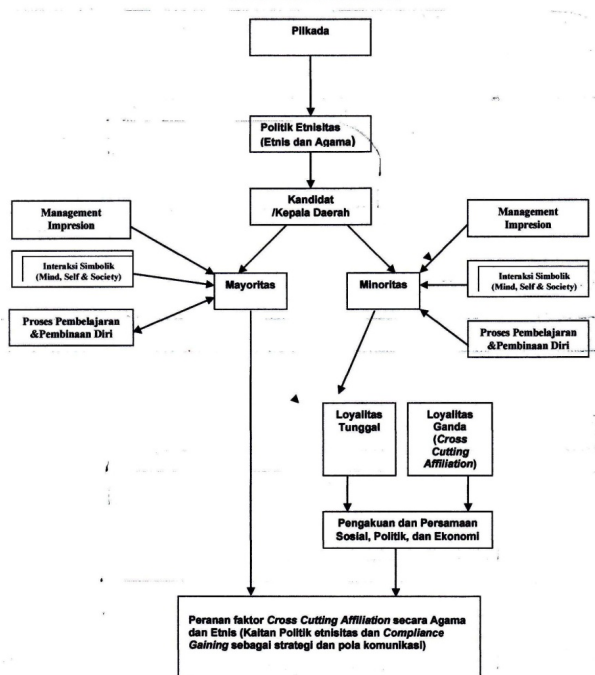 Pilkada
Politik Etnisitas
(Etnis dan Agama)
Kandidat
/Kepala Daerah
Management
Impresion
Interaksi Simbolik
(Mind, Self & Society)
Proses Pembelajaran
&Pembinaan Diri
Mayoritas
Minoritas
Management
Impresion
Interaksi Simbolik
(Mind, Self & Society)
Proses Pembelajaran
&Pembinaan Diri
Loyalitas
Tunggal
Loyalitas
Ganda
(Cross
Cutting
Affiliation)
Pengakuan dan Persamaan
Sosial, Politik, dan Ekonomi
Peranan faktor Cross Cutting Affiliation secara Agama
dan Etnis (Kaitan Politik etnisitas dan Compliance
Gaining sebagai strategi dan pola komunikasi)